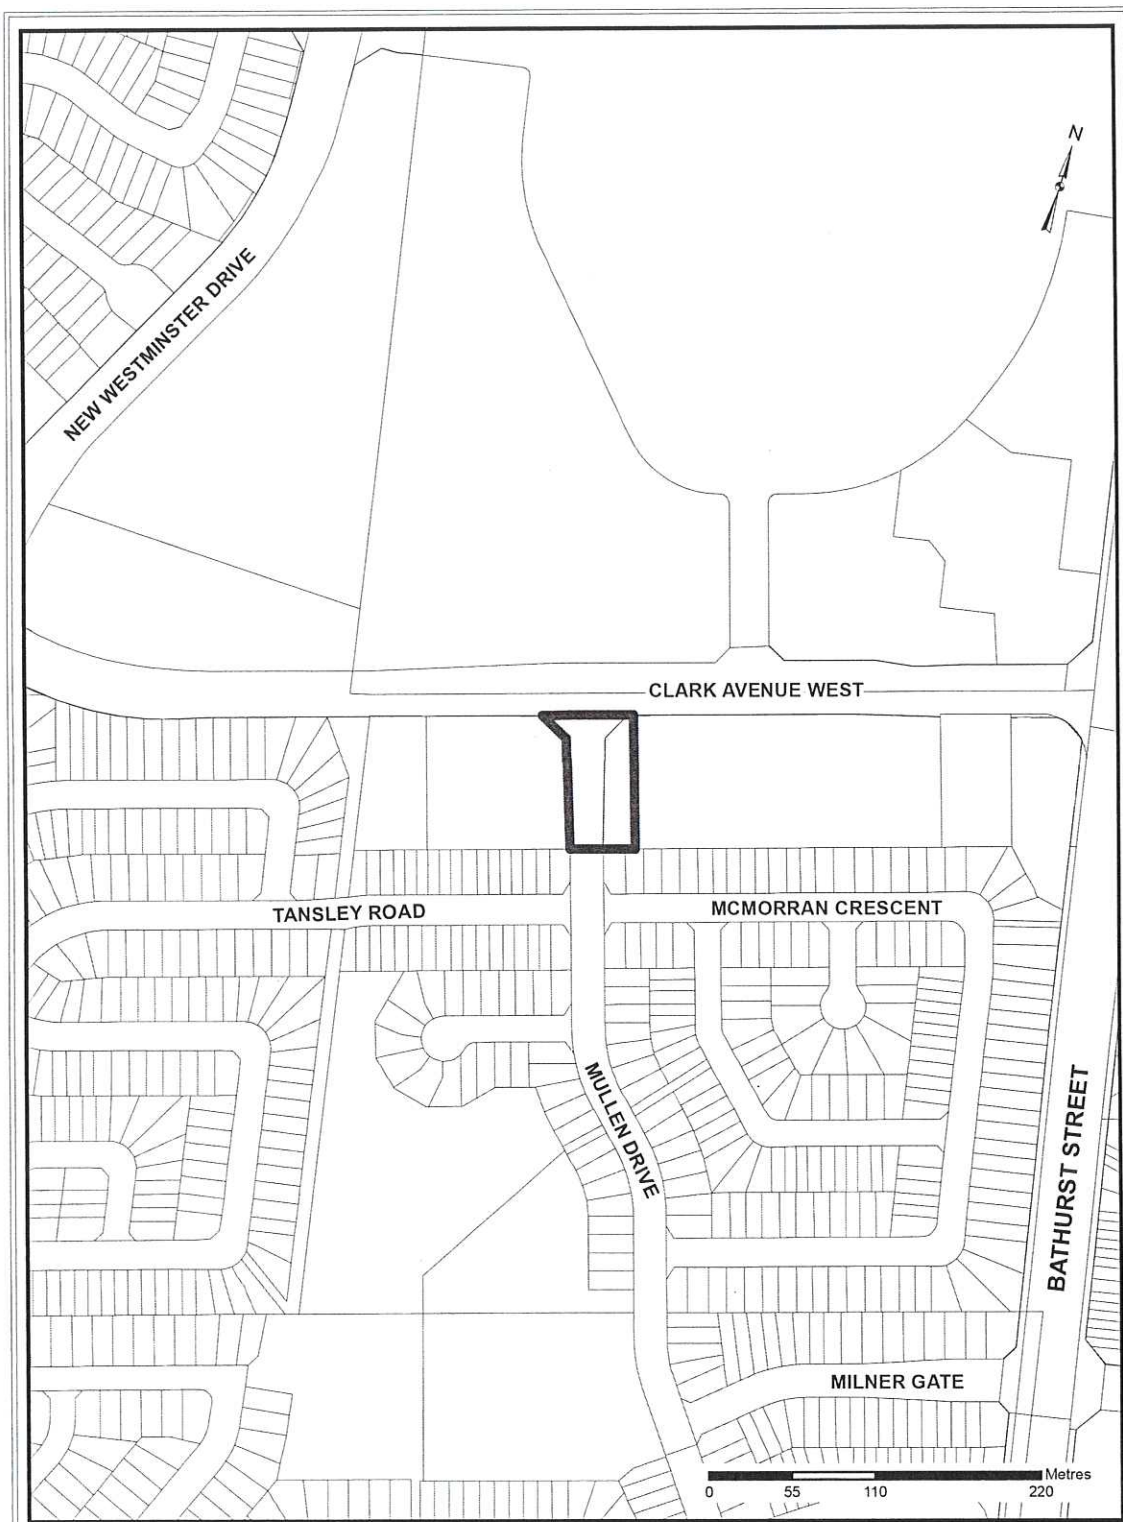 N
NEW WESTMINSTER DRIVE
CLARK AVENUE WEST
TANSLEY ROAD
MCMORRAN CRESCENT
MULLEN DRIVE
BATHURST STREET
MILNER GATE
Metres
0 55 110 220